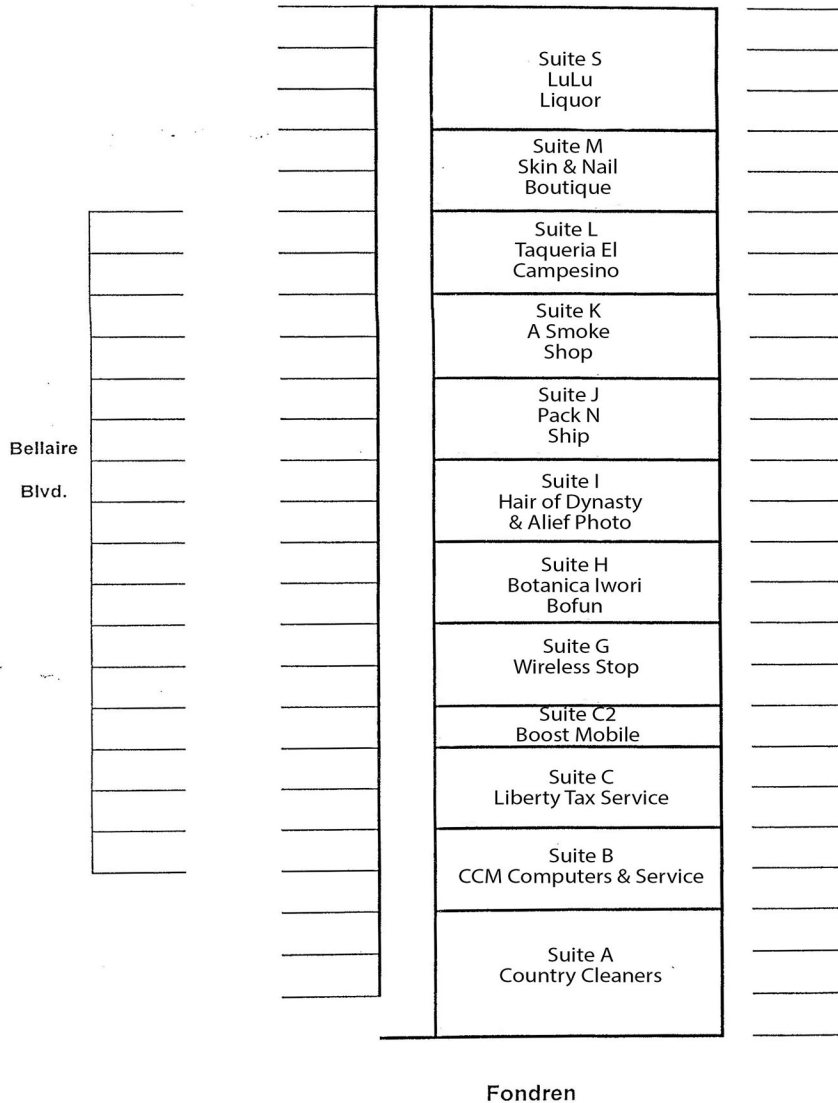 Suite S
LuLu
Liquor
Suite M
Skin & Nail
Boutique
Suite L
Taqueria El
Campesino
Suite K
A Smoke
Shop
Suite J
Pack N
Ship
Bellaire
Blvd.
Suite I
Hair of Dynasty
& Alief Photo
Suite H
Botanica Iwori
Bofun
Suite G
Wireless Stop
Suite C2
Boost Mobile
Suite C
Liberty Tax Service
Suite B
CCM Computers & Service
Suite A
Country Cleaners
Fondren